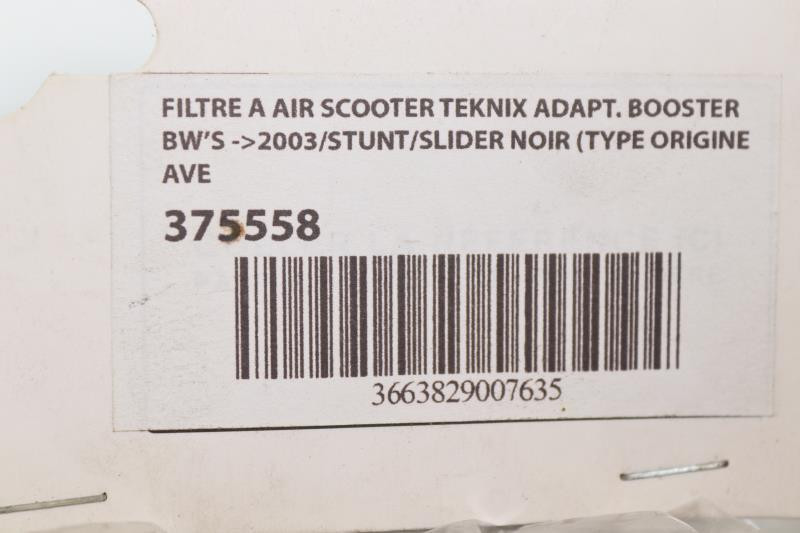 FILTRE A AIR SCOOTER TEKNIX ADAPT. BOOSTER
BW'S ->2003/STUNT/SLIDER NOIR (TYPE ORIGINE
AVE
375558
3663829007635